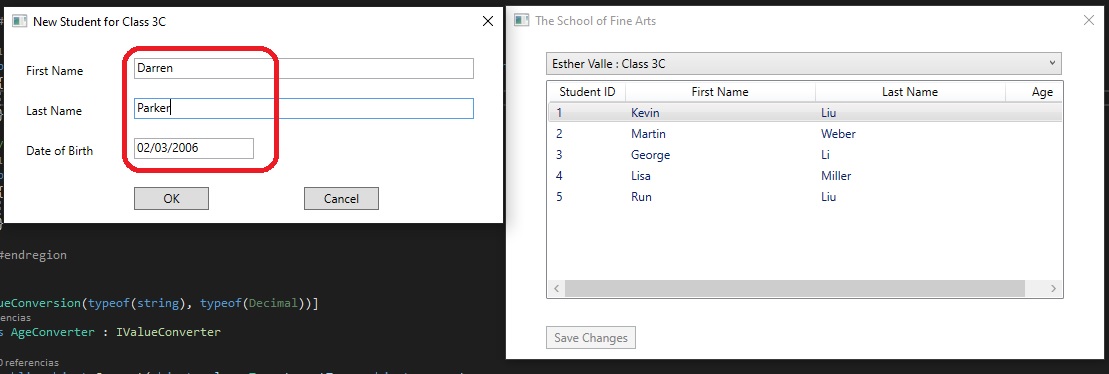 New Student for Class 3C
First Name
Darren
Last Name
Parker
Date of Birth
02/03/2006
OK
Cancel
The School of Fine Arts
Esther Valle : Class 3C
Student ID First Name Last Name Age
1 Kevin Liu
2 Martin Weber
3 George Li
4 Lisa Miller
5 Run Liu
Save Changes
#endregion
ueConversion(typeof(string), typeof(Decimal))]
encias
s AgeConverter : IValueConverter
0 referencias